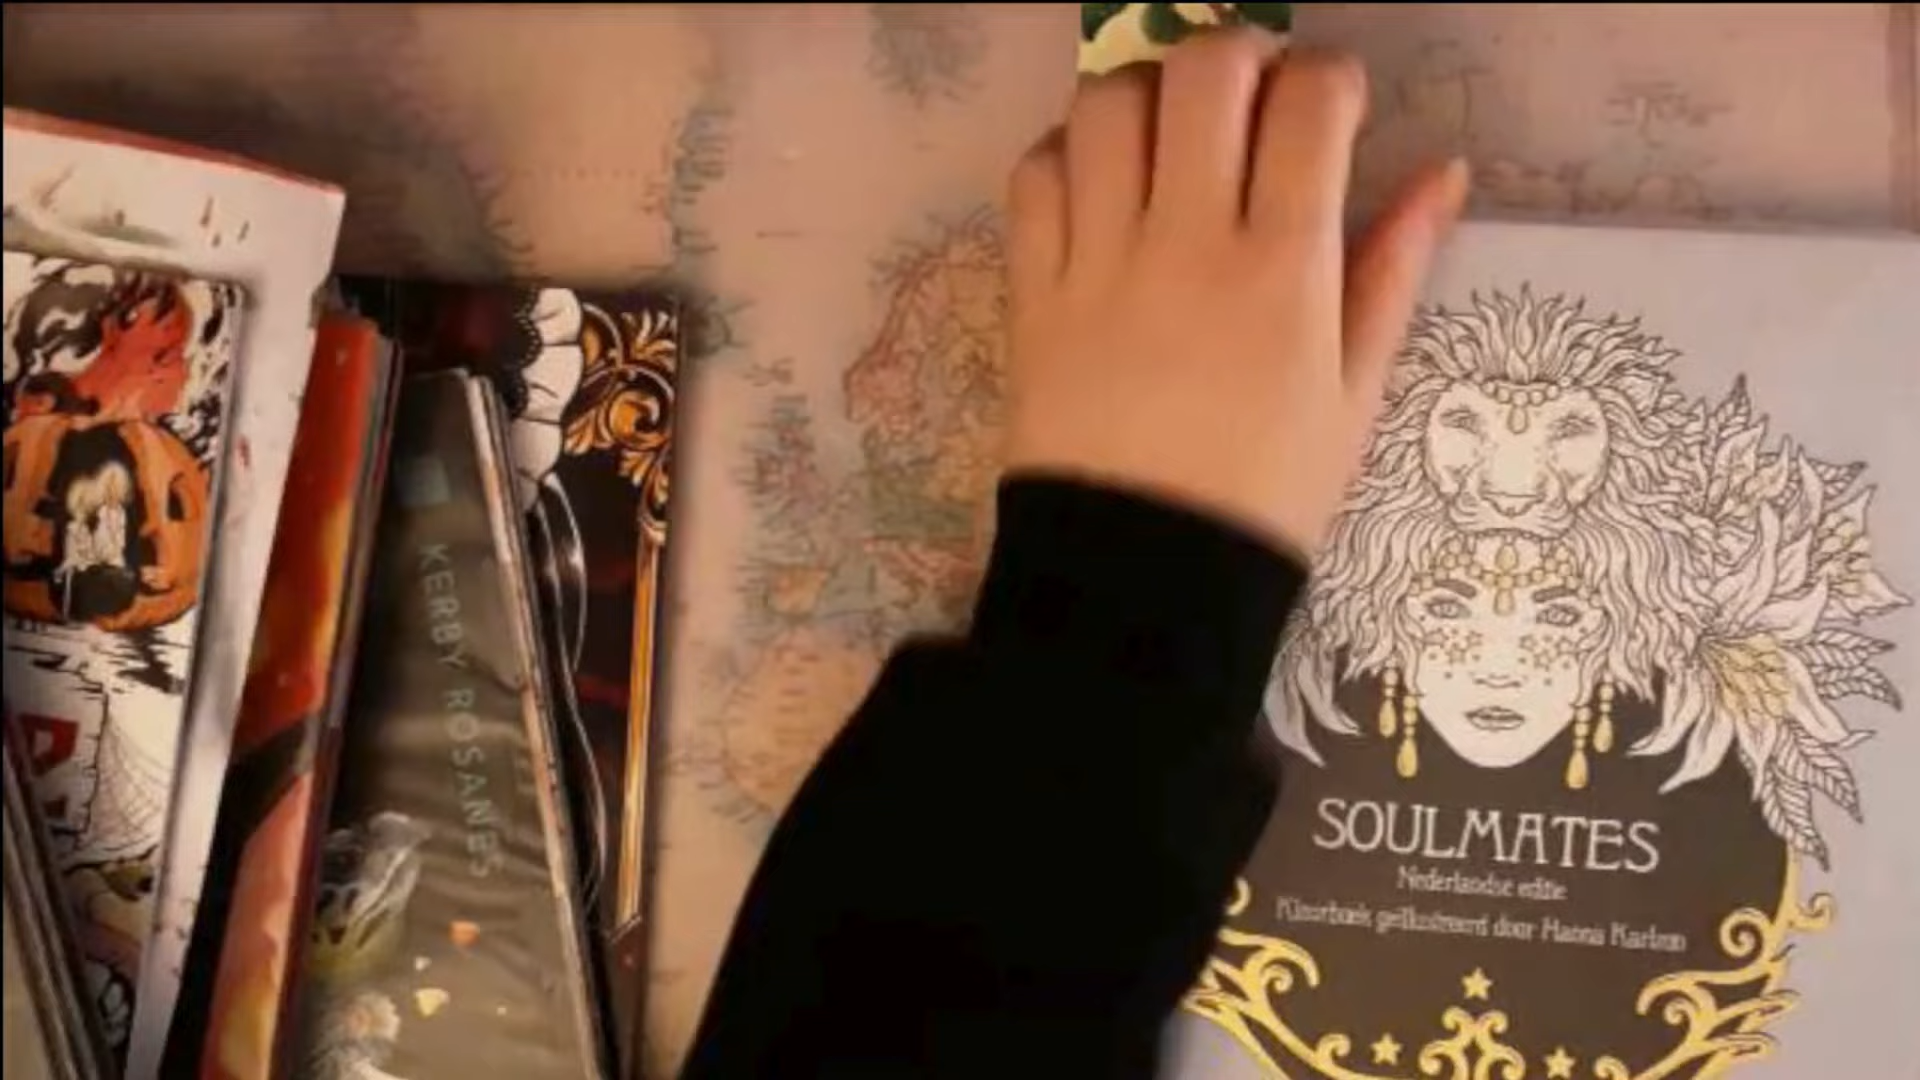 KERBY ROSANES
SOULMATES
Nederlandse editie
Kleurboek geïllustreerd door Hanna Karlzon